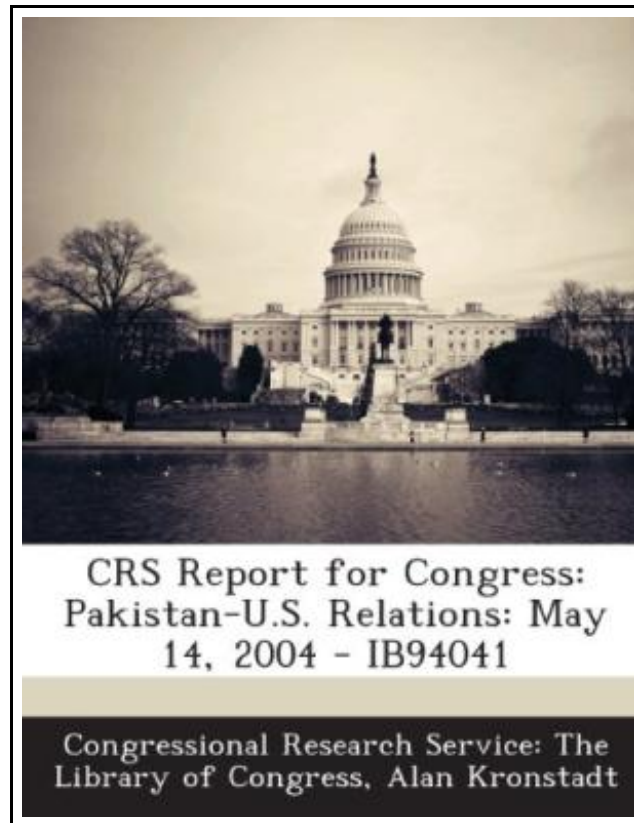 CRS Report for Congress:
Pakistan-U.S. Relations: May
14, 2004 - IB94041
Congressional Research Service: The
Library of Congress, Alan Kronstadt